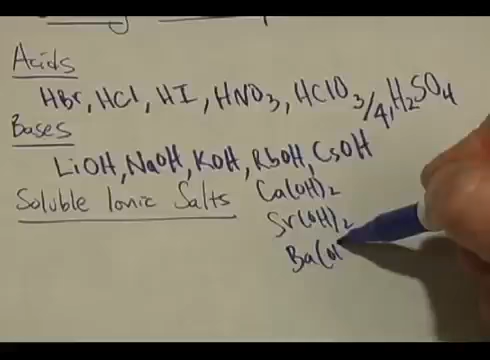 Acids
HBr, HCl, HI, HNO3, HClO3/4, H2SO4
Bases
LiOH, NaOH, KOH, RbOH, CsOH
Ca(OH)2
Soluble Ionic Salts
Sr(OH)2
Ba(O